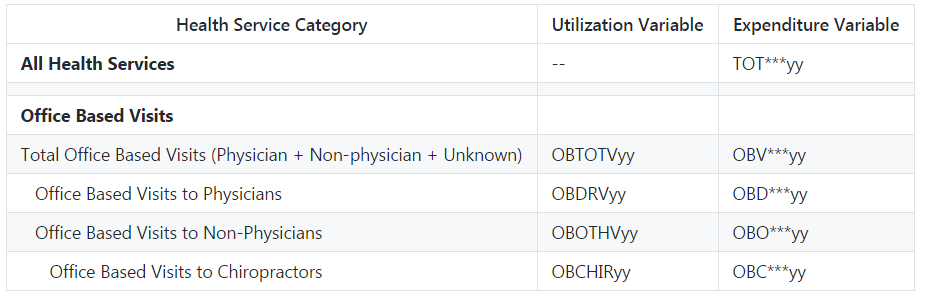 Health Service Category Utilization Variable Expenditure Variable
All Health Services -- TOT***yy
Office Based Visits
Total Office Based Visits (Physician + Non-physician + Unknown) OBTOTVyy OBV***yy
Office Based Visits to Physicians OBDRVyy OBD***yy
Office Based Visits to Non-Physicians OBOTHVyy OBO***yy
Office Based Visits to Chiropractors OBCHIRyy OBC***yy